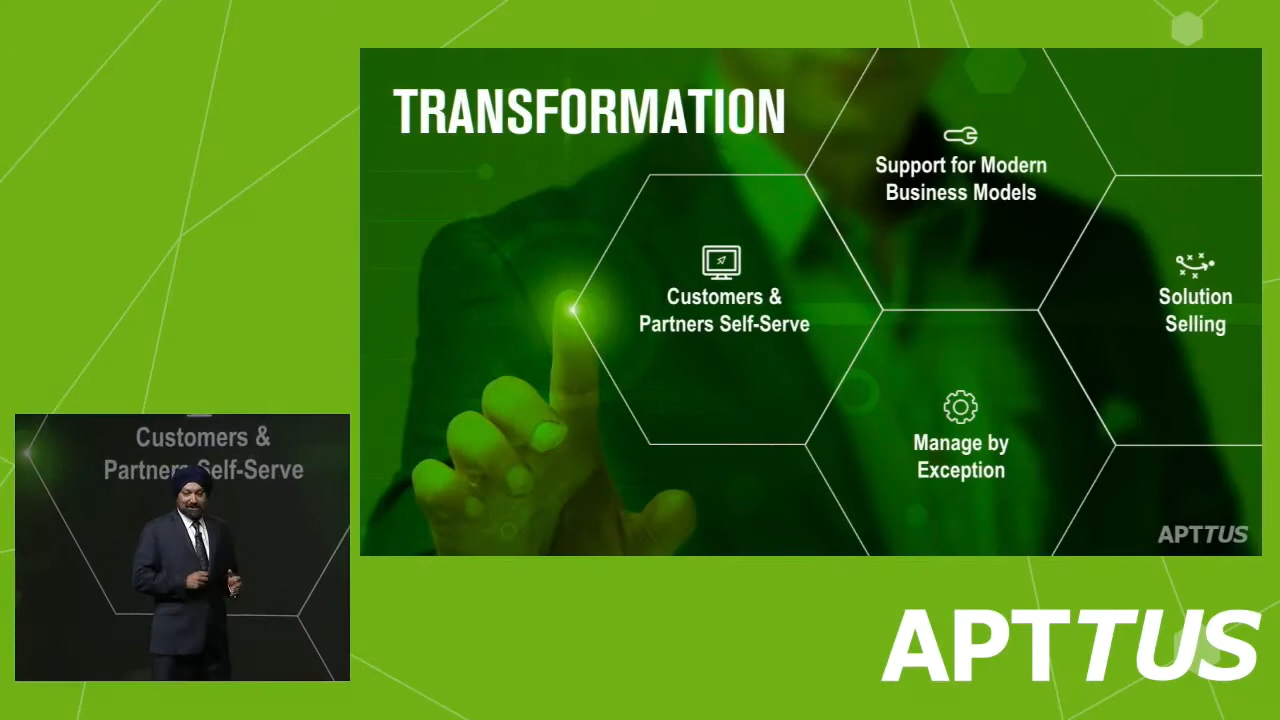 TRANSFORMATION
Support for Modern
Business Models
Customers &
Partners Self-Serve
Solution
Selling
Manage by
Exception
APTTUS
Customers &
Partners Self-Serve
APTTUS